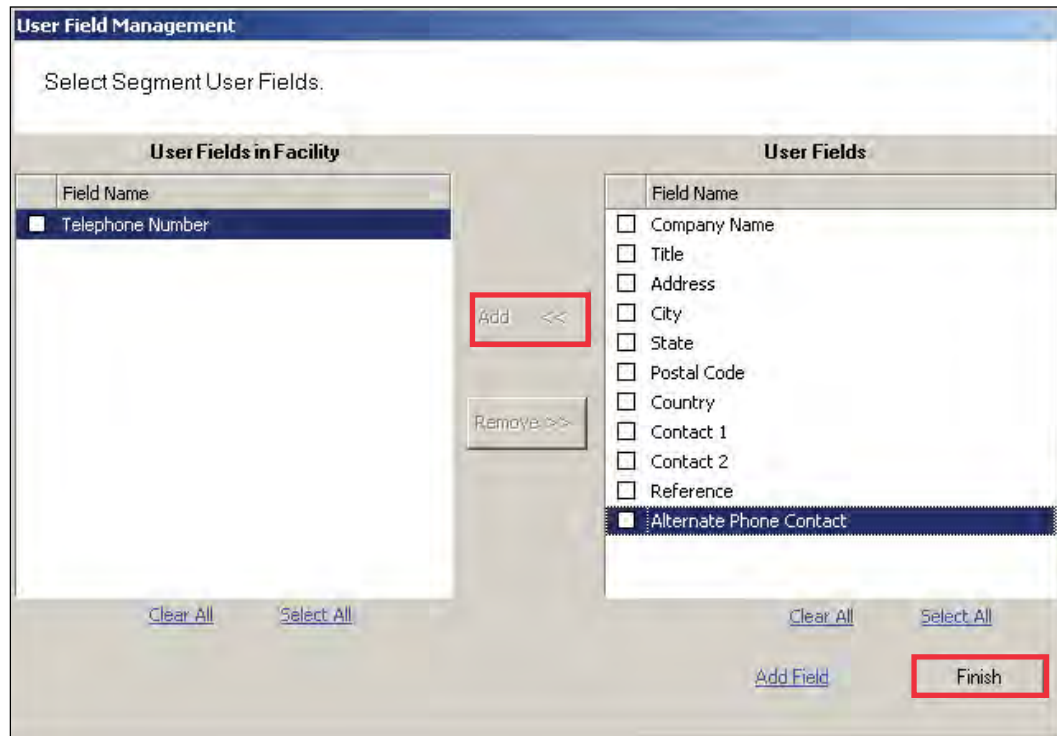 User Field Management
Select Segment User Fields.
User Fields in Facility
Field Name
Telephone Number
Clear All Select All
Add <<
Remove >>
User Fields
Field Name
Company Name
Title
Address
City
State
Postal Code
Country
Contact 1
Contact 2
Reference
Alternate Phone Contact
Clear All Select All
Add Field Finish